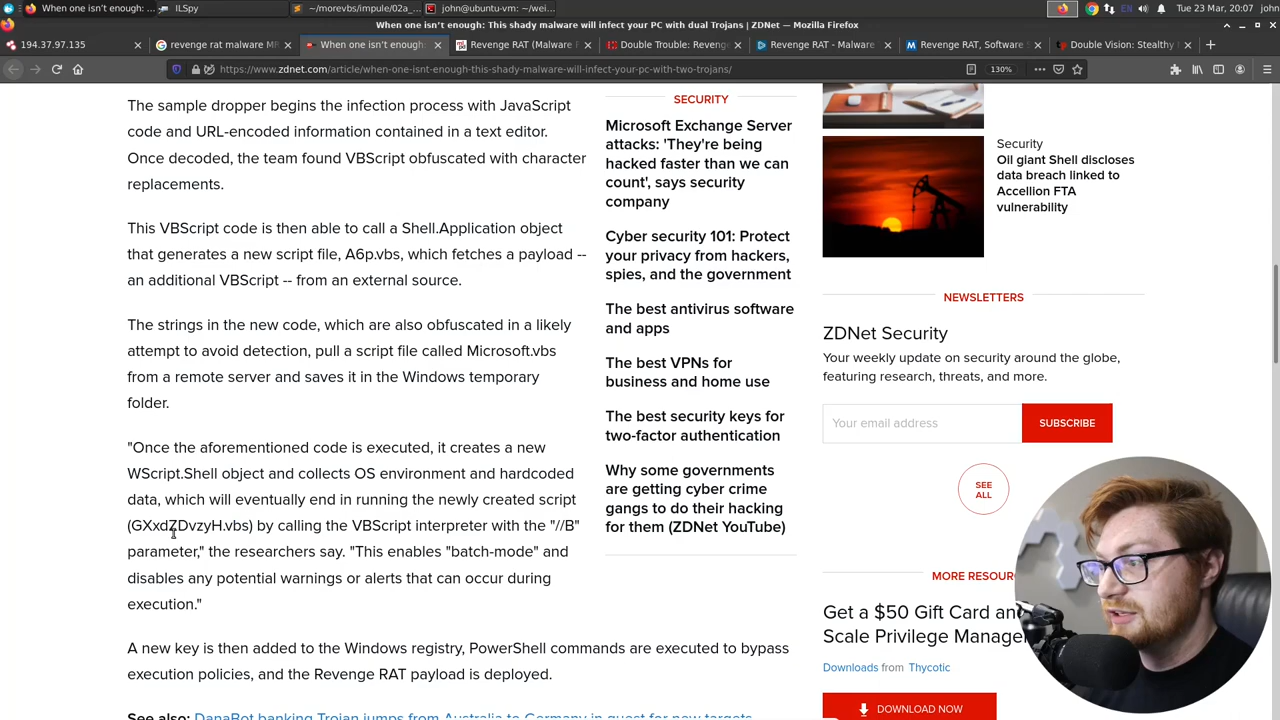 When one isn't enough: ...
ILSpy
~/morevbs/impule/02a_...
john@ubuntu-vm: ~/wei...
EN
Tue 23 Mar, 20:07
john
When one isn't enough: This shady malware will infect your PC with dual Trojans | ZDNet — Mozilla Firefox
194.37.97.135
revenge rat malware MR
When one isn't enough:
Revenge RAT (Malware F
Double Trouble: Reveng
Revenge RAT - Malware
Revenge RAT, Software S
Double Vision: Stealthy M
https://www.zdnet.com/article/when-one-isnt-enough-this-shady-malware-will-infect-your-pc-with-two-trojans/
130%
The sample dropper begins the infection process with JavaScript
code and URL-encoded information contained in a text editor.
Once decoded, the team found VBScript obfuscated with character
replacements.
This VBScript code is then able to call a Shell.Application object
that generates a new script file, A6p.vbs, which fetches a payload --
an additional VBScript -- from an external source.
The strings in the new code, which are also obfuscated in a likely
attempt to avoid detection, pull a script file called Microsoft.vbs
from a remote server and saves it in the Windows temporary
folder.
"Once the aforementioned code is executed, it creates a new
WScript.Shell object and collects OS environment and hardcoded
data, which will eventually end in running the newly created script
(GXxdZDvzyH.vbs) by calling the VBScript interpreter with the "//B"
parameter," the researchers say. "This enables "batch-mode" and
disables any potential warnings or alerts that can occur during
execution."
A new key is then added to the Windows registry, PowerShell commands are executed to bypass
execution policies, and the Revenge RAT payload is deployed.
See also: DanaBot banking Trojan jumps from Australia to Germany in quest for new targets
SECURITY
Microsoft Exchange Server
attacks: 'They're being
hacked faster than we can
count', says security
company
Cyber security 101: Protect
your privacy from hackers,
spies, and the government
The best antivirus software
and apps
The best VPNs for
business and home use
The best security keys for
two-factor authentication
Why some governments
are getting cyber crime
gangs to do their hacking
for them (ZDNet YouTube)
Security
Oil giant Shell discloses
data breach linked to
Accellion FTA
vulnerability
NEWSLETTERS
ZDNet Security
Your weekly update on security around the globe,
featuring research, threats, and more.
Your email address
SUBSCRIBE
SEE
ALL
MORE RESOU
Get a $50 Gift Card an
Scale Privilege Manage
Downloads from Thycotic
DOWNLOAD NOW